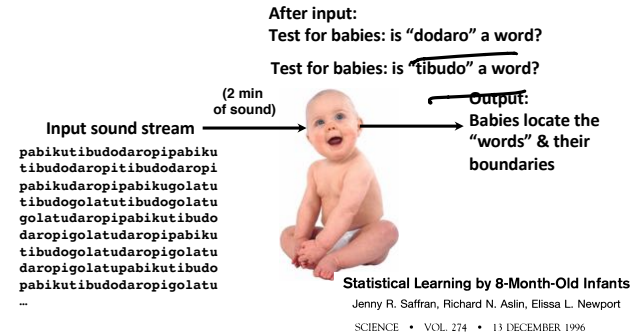 After input:
Test for babies: is "dodaro" a word?
Test for babies: is "tibudo" a word?
(2 min
of sound)
Input sound stream
pabikutibudodaropipabiku
tibudodaropitibudodaropi
pabikudaropipabikugolatu
tibudogolatutibudogolatu
golatudaropipabikutibudo
daropigolatudaropipabiku
tibudogolatudaropigolatu
daropigolatupabikutibudo
pabikutibudodaropigolatu
…
Output:
Babies locate the
"words" & their
boundaries
Statistical Learning by 8-Month-Old Infants
Jenny R. Saffran, Richard N. Aslin, Elissa L. Newport
SCIENCE • VOL. 274 • 13 DECEMBER 1996